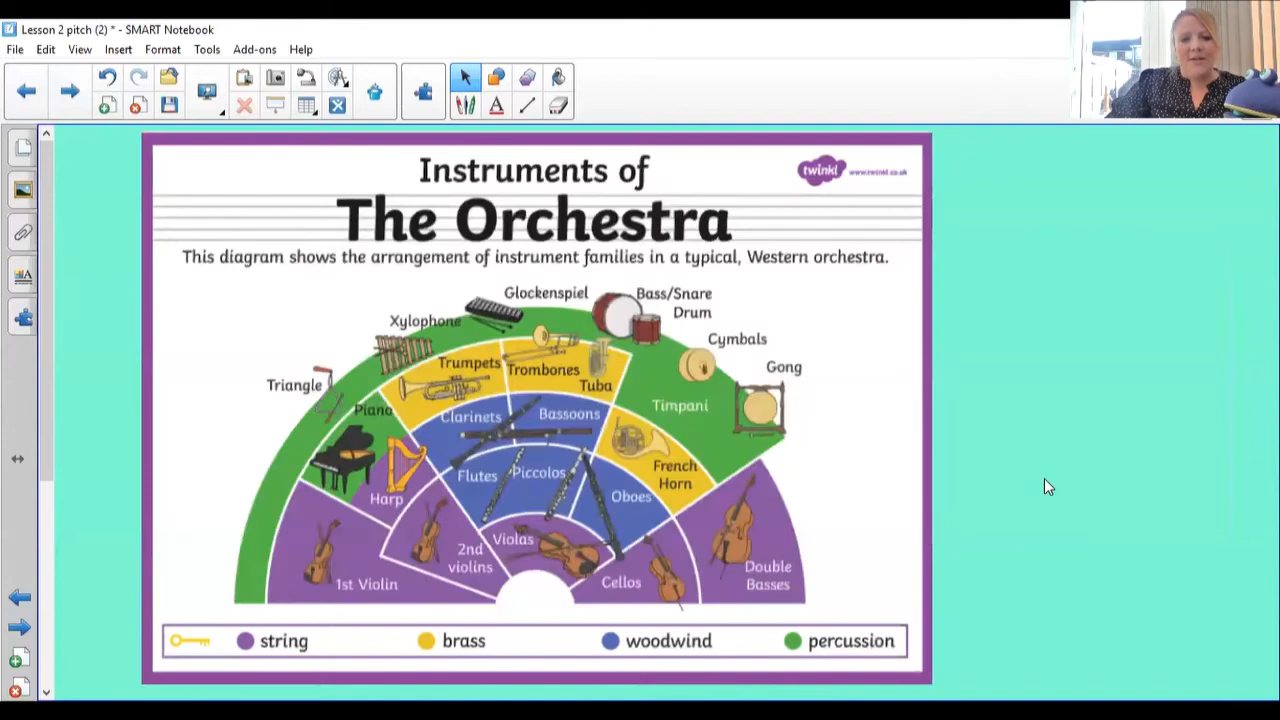 Lesson 2 pitch (2) * - SMART Notebook
File Edit View Insert Format Tools Add-ons Help
Instruments of
twinkl www.twinkl.co.uk
The Orchestra
This diagram shows the arrangement of instrument families in a typical, Western orchestra.
Glockenspiel
Bass/Snare
Drum
Xylophone
Cymbals
Trumpets
Trombones
Gong
Triangle
Tuba
Piano
Clarinets
Bassoons
Timpani
Flutes
Piccolos
French
Horn
Harp
Oboes
Violas
2nd
violins
1st Violin
Cellos
Double
Basses
string brass woodwind percussion